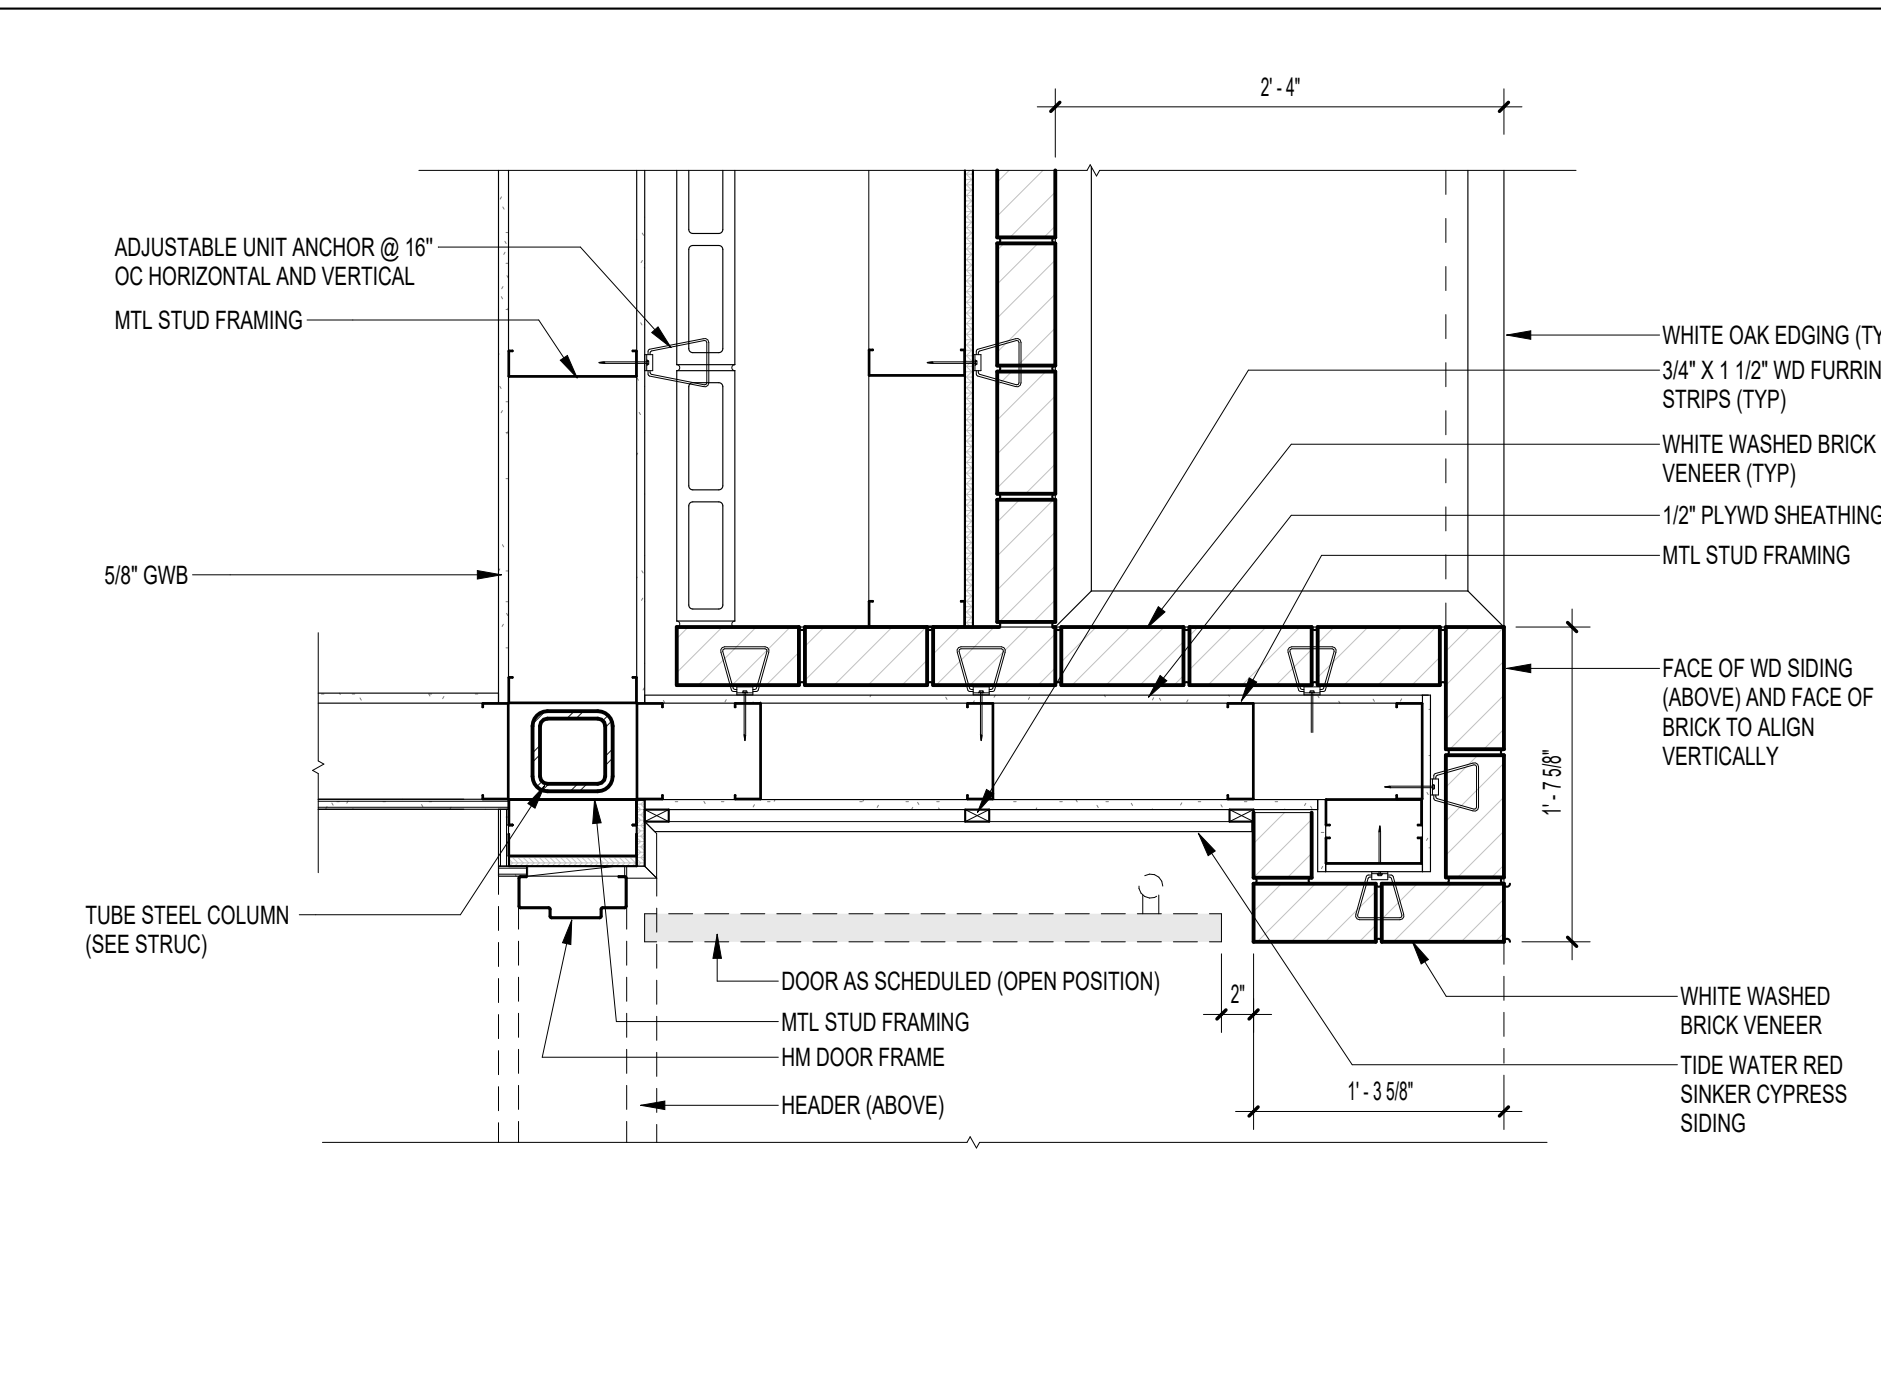 2' - 4"
ADJUSTABLE UNIT ANCHOR @ 16"
OC HORIZONTAL AND VERTICAL
MTL STUD FRAMING
5/8" GWB
TUBE STEEL COLUMN
(SEE STRUC)
WHITE OAK EDGING (TY
3/4" X 1 1/2" WD FURRIN
STRIPS (TYP)
WHITE WASHED BRICK
VENEER (TYP)
1/2" PLYWD SHEATHING
MTL STUD FRAMING
FACE OF WD SIDING
(ABOVE) AND FACE OF
BRICK TO ALIGN
VERTICALLY
1' - 7 5/8"
DOOR AS SCHEDULED (OPEN POSITION)
MTL STUD FRAMING
HM DOOR FRAME
HEADER (ABOVE)
2"
1' - 3 5/8"
WHITE WASHED
BRICK VENEER
TIDE WATER RED
SINKER CYPRESS
SIDING